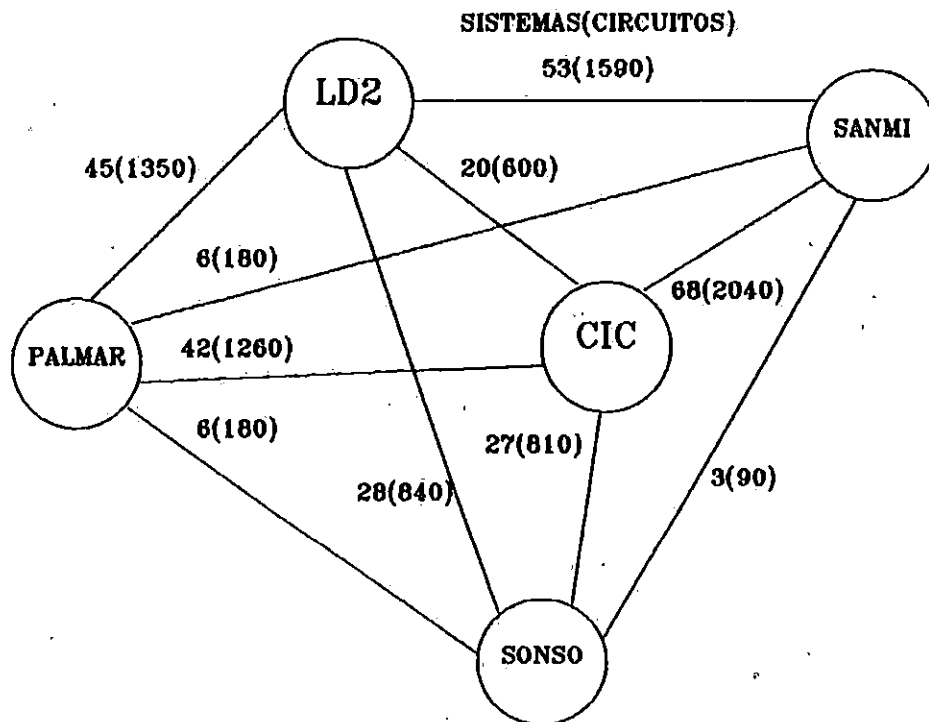 SISTEMAS(CIRCUITOS)
53(1590)
LD2
SANMI
45(1350)
20(600)
6(180)
68(2040)
CIC
PALMAR
42(1260)
6(180)
27(810)
28(840)
3(90)
SONSO